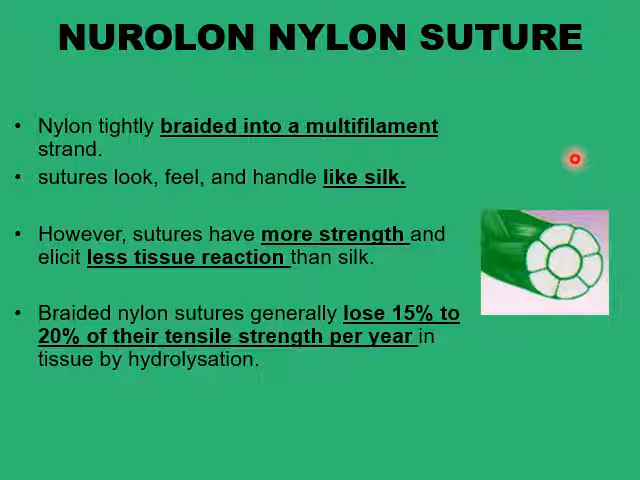 NUROLON NYLON SUTURE
• Nylon tightly braided into a multifilament
strand.
• sutures look, feel, and handle like silk.
• However, sutures have more strength and
elicit less tissue reaction than silk.
• Braided nylon sutures generally lose 15% to
20% of their tensile strength per year in
tissue by hydrolysation.